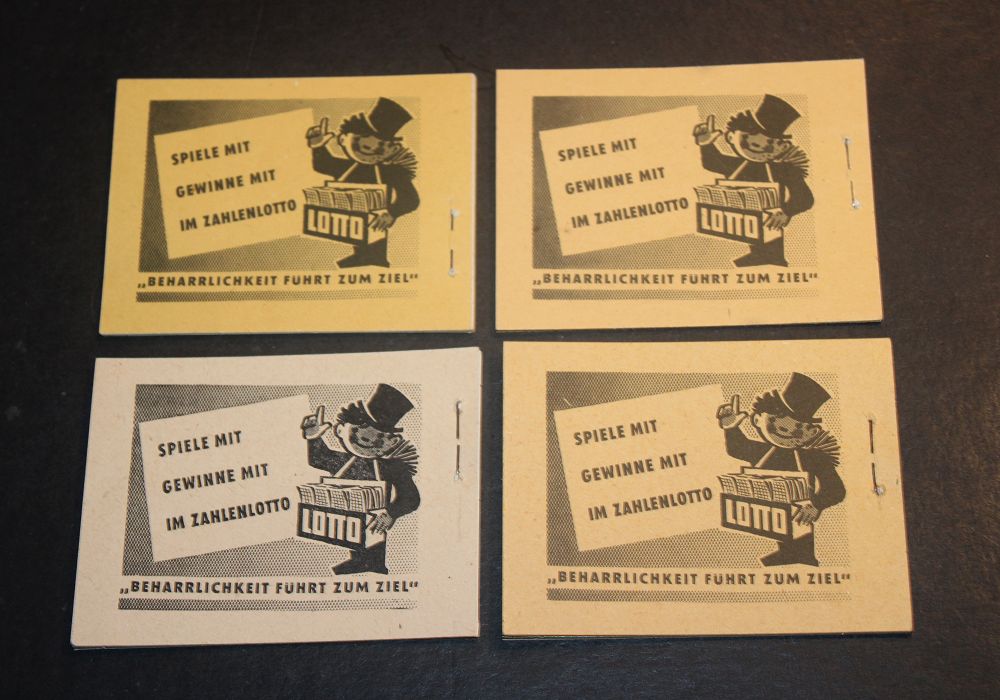 SPIELE MIT
GEWINNE MIT
IM ZAHLENLOTTO
LOTTO
„BEHARRLICHKEIT FÜHRT ZUM ZIEL“
SPIELE MIT
GEWINNE MIT
IM ZAHLENLOTTO
LOTTO
„BEHARRLICHKEIT FÜHRT ZUM ZIEL“
SPIELE MIT
GEWINNE MIT
IM ZAHLENLOTTO
LOTTO
„BEHARRLICHKEIT FÜHRT ZUM ZIEL“
SPIELE MIT
GEWINNE MIT
IM ZAHLENLOTTO
LOTTO
„BEHARRLICHKEIT FÜHRT ZUM ZIEL“